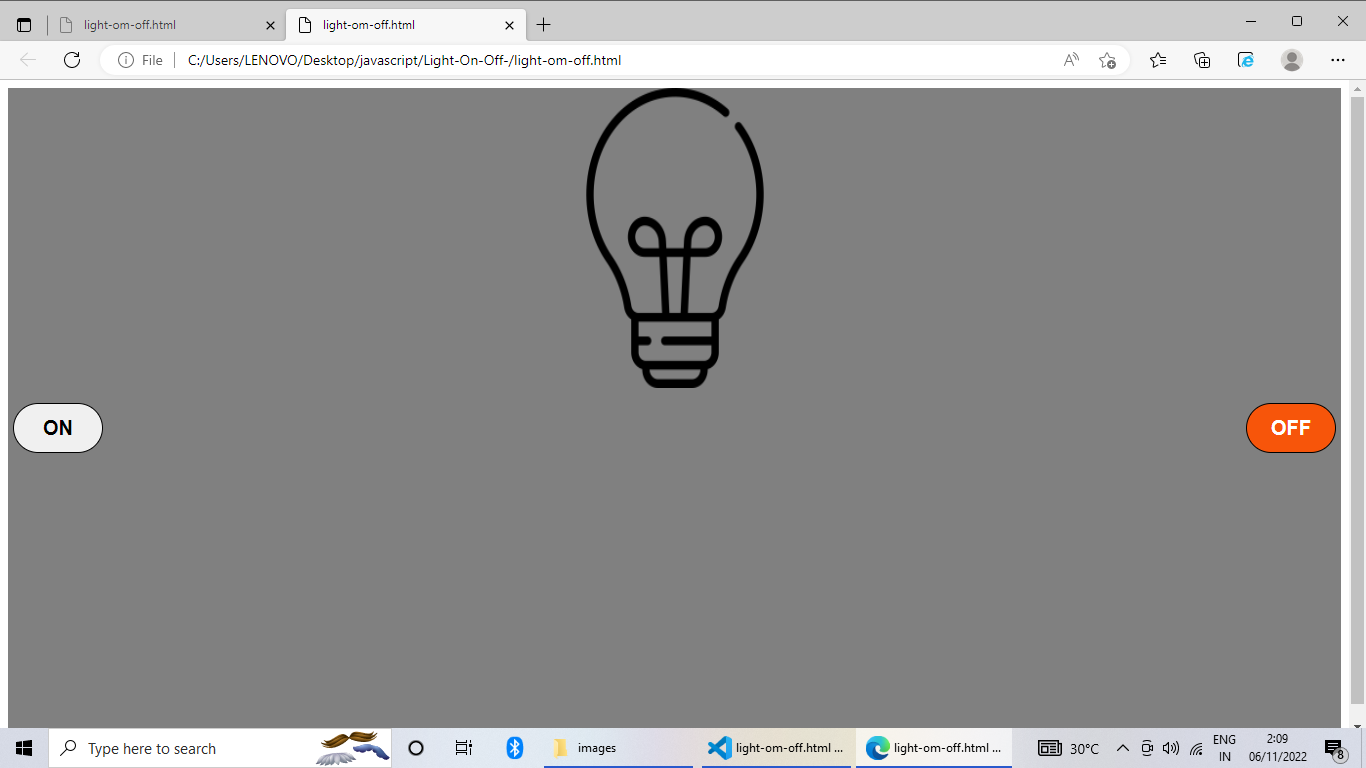 light-om-off.html
light-om-off.html
File
C:/Users/LENOVO/Desktop/javascript/Light-On-Off-/light-om-off.html
ON
OFF
Type here to search
images
light-om-off.html ...
light-om-off.html ...
30°C
ENG
IN
2:09
06/11/2022
8